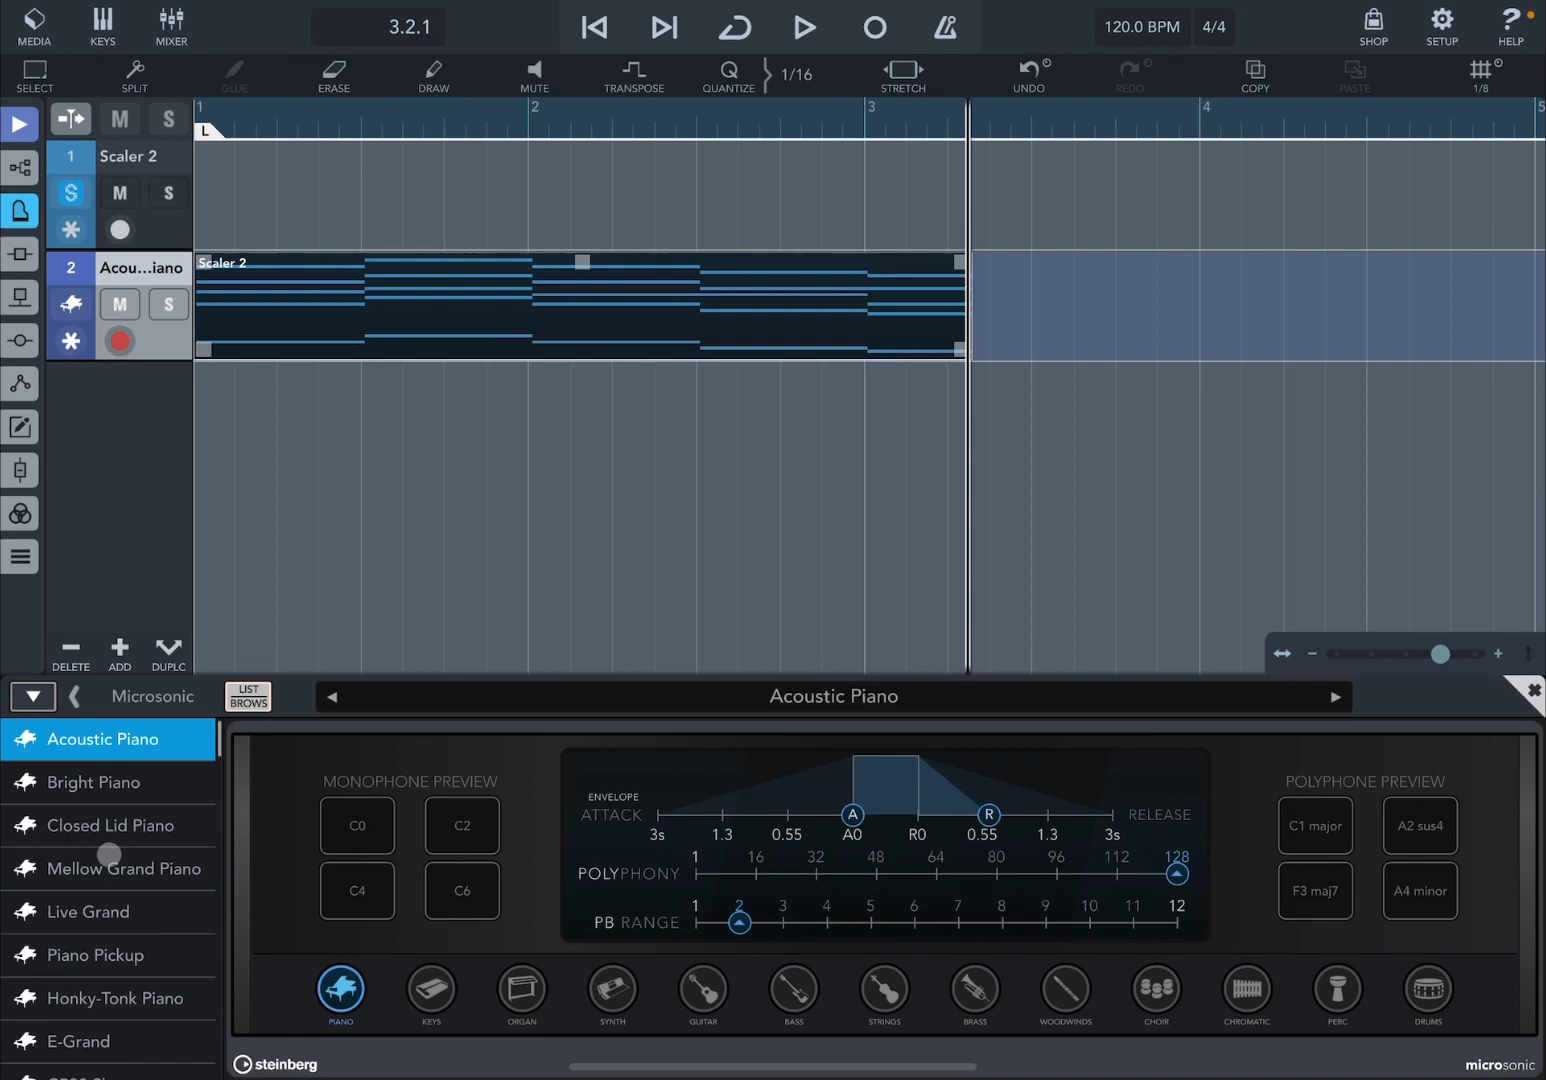 MEDIA KEYS MIXER 3.2.1 120.0 BPM 4/4 SHOP SETUP ? HELP
SELECT SPLIT GLUE ERASE DRAW MUTE TRANSPOSE QUANTIZE 1/16 STRETCH UNDO REDO COPY PASTE 1/8
M S 1 2 3 4 5
L
1 Scaler 2
S M S
2 Acou...iano Scaler 2
M S
DELETE ADD DUPLC
Microsonic LIST BROWS Acoustic Piano
Acoustic Piano
Bright Piano
Closed Lid Piano
Mellow Grand Piano
Live Grand
Piano Pickup
Honky-Tonk Piano
E-Grand
MONOPHONE PREVIEW
C0 C2
C4 C6
ENVELOPE
ATTACK A R RELEASE
3s 1.3 0.55 A0 R0 0.55 1.3 3s
1 16 32 48 64 80 96 112 128
POLYPHONY
1 2 3 4 5 6 7 8 9 10 11 12
PB RANGE
POLYPHONE PREVIEW
C1 major A2 sus4
F3 maj7 A4 minor
PIANO KEYS ORGAN SYNTH GUITAR BASS STRINGS BRASS WOODWINDS CHOIR CHROMATIC PERC DRUMS
steinberg microsonic